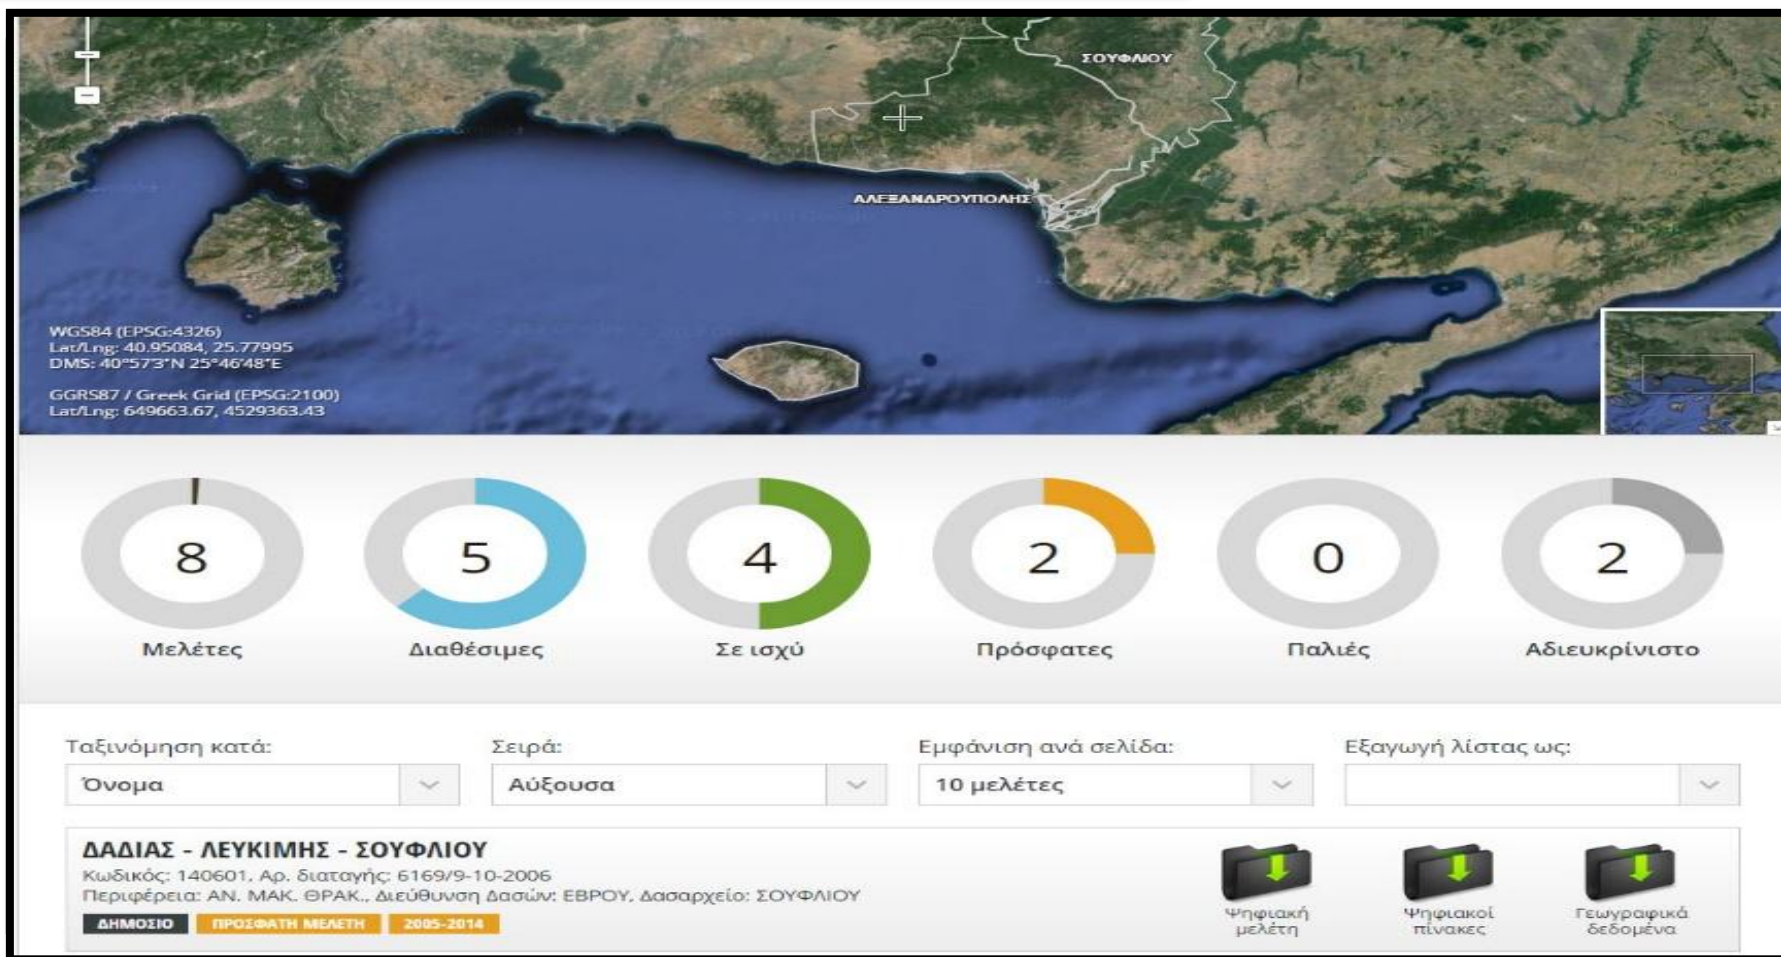 ΣΟΥΦΛΙΟΥ
ΑΛΕΞΑΝΔΡΟΥΠΟΛΗΣ
WGS84 (EPSG:4326)
Lat/Lng: 40.95084, 25.77995
DMS: 40°57'3"N 25°46'48"E
GGRS87 / Greek Grid (EPSG:2100)
Lat/Lng: 649663.67, 4529363.43
8 5 4 2 0 2
Μελέτες Διαθέσιμες Σε ισχύ Πρόσφατες Παλιές Αδιευκρίνιστο
Ταξινόμηση κατά: Σειρά: Εμφάνιση ανά σελίδα: Εξαγωγή λίστας ως:
Όνομα Αύξουσα 10 μελέτες
ΔΑΔΙΑΣ - ΛΕΥΚΙΜΗΣ - ΣΟΥΦΛΙΟΥ
Κωδικός: 140601, Αρ. διαταγής: 6169/9-10-2006
Περιφέρεια: ΑΝ. ΜΑΚ. ΘΡΑΚ., Διεύθυνση Δασών: ΕΒΡΟΥ, Δασαρχείο: ΣΟΥΦΛΙΟΥ
ΔΗΜΟΣΙΟ ΠΡΟΣΦΑΤΗ ΜΕΛΕΤΗ 2005-2014
Ψηφιακή μελέτη
Ψηφιακοί πίνακες
Γεωγραφικά δεδομένα